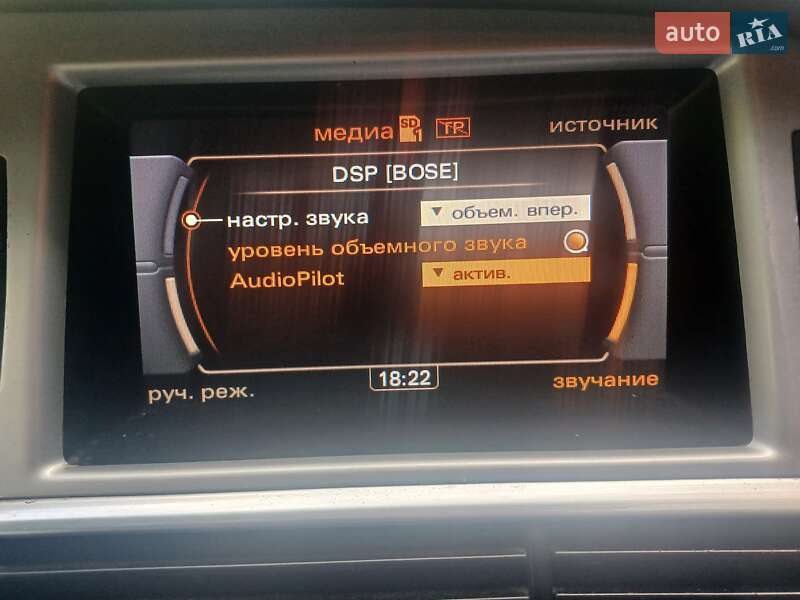 auto RIA .com
медиа SD 1 TP источник
DSP [BOSE]
настр. звука ▼ объем. впер.
уровень объемного звука
AudioPilot ▼ актив.
18:22
руч. реж. звучание